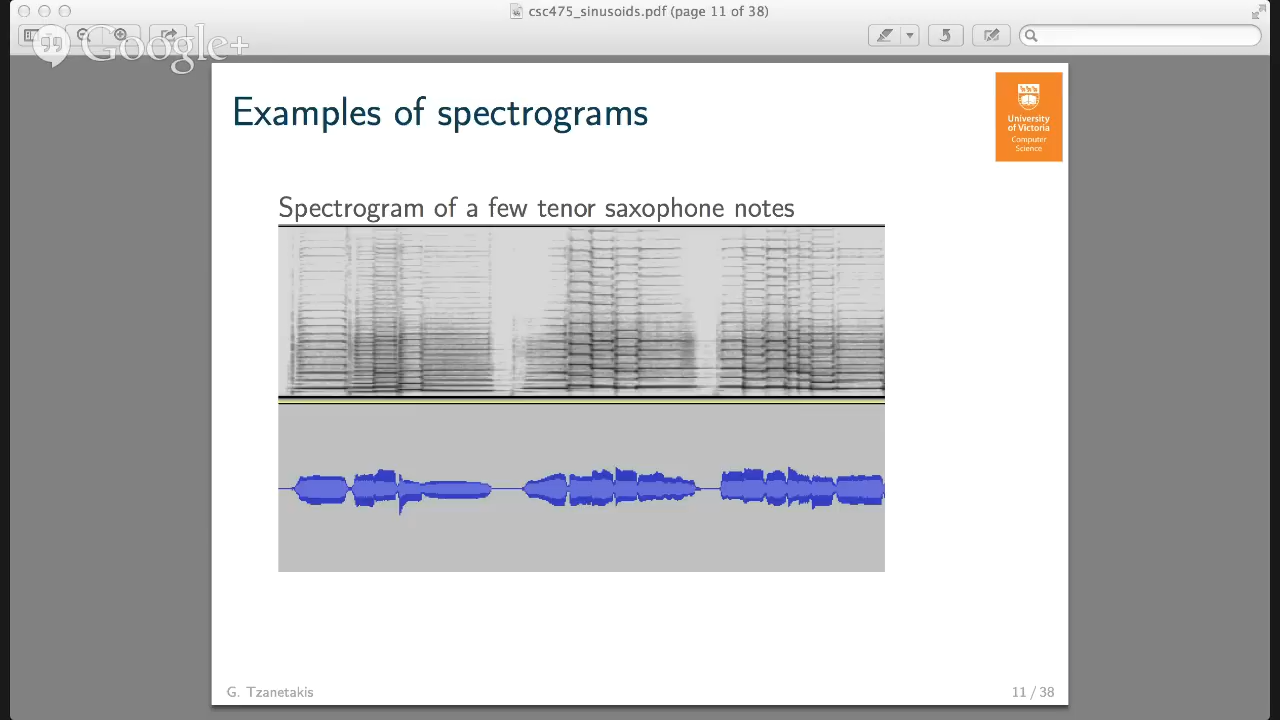 csc475_sinusoids.pdf (page 11 of 38)
Google+
Examples of spectrograms
University
of Victoria
Computer
Science
Spectrogram of a few tenor saxophone notes
G. Tzanetakis
11 / 38